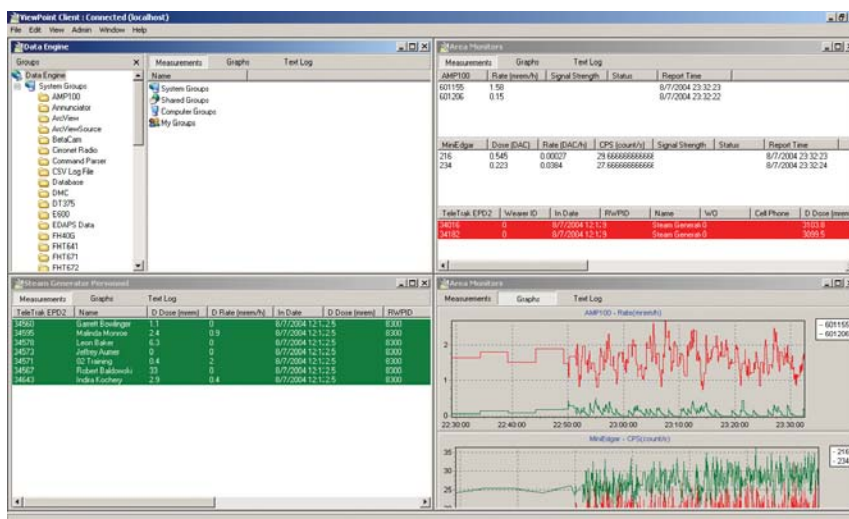 ViewPoint Client : Connected (localhost)
File Edit View Admin Window Help
Data Engine
Groups
Measurements Graphs Text Log
Data Engine
System Groups
AMP100
Annunciator
ArcView
ArcViewSource
BetaCam
Cimonet Radio
Command Parser
CSV Log File
Database
DMC
DT375
E600
EDAPS Data
FH40G
FHT641
FHT671
FHT672
Name
System Groups
Shared Groups
Computer Groups
My Groups
Area Monitors
Measurements Graphs Text Log
AMP100 Rate (mrem/h) Signal Strength Status Report Time
601155 1.58 8/7/2004 23:32:23
601206 0.15 8/7/2004 23:32:22
MiniEdgar Dose (DAC) Rate (DAC/h) CPS (count/s) Signal Strength Status Report Time
216 0.545 0.00027 8/7/2004 23:32:23
234 0.223 0.0384 8/7/2004 23:32:24
TeleTrak EPD2 Wearer ID In Date RWPID Name WO Cell Phone D Dose (mrem
34016 0 8/7/2004 12:1 9 Steam Generat 0 3103.8
34182 0 8/7/2004 12:1 9 Steam Generat 0 3099.5
Steam Generator Personnel
Measurements Graphs Text Log
TeleTrak EPD2 Name D Dose (mrem) D Rate (mrem/h) In Date D Dose (mrem) RWPID
34560 Garrett Bowlinger 1.1 0 8/7/2004 12:1 2.5 8300
34595 Malinda Monroe 2.4 0.9 8/7/2004 12:1 2.5 8300
34578 Leon Baker 6.3 0 8/7/2004 12:1 2.5 8300
34573 Jeffrey Aumer 0 0 8/7/2004 12:1 2.5 8300
34571 02 Training 0.4 2 8/7/2004 12:1 2.5 8300
34567 Robert Baldowski 33 0 8/7/2004 12:1 2.5 8300
34643 Indira Kochery 2.9 0.4 8/7/2004 12:1 2.5 8300
Area Monitors
Measurements Graphs Text Log
AMP100 - Rate(mrem/h)
601155
601206
2
1
0
22:30:00 22:40:00 22:50:00 23:00:00 23:10:00 23:20:00 23:30:00
MiniEdgar - CPS(count/s)
216
234
35
30
25